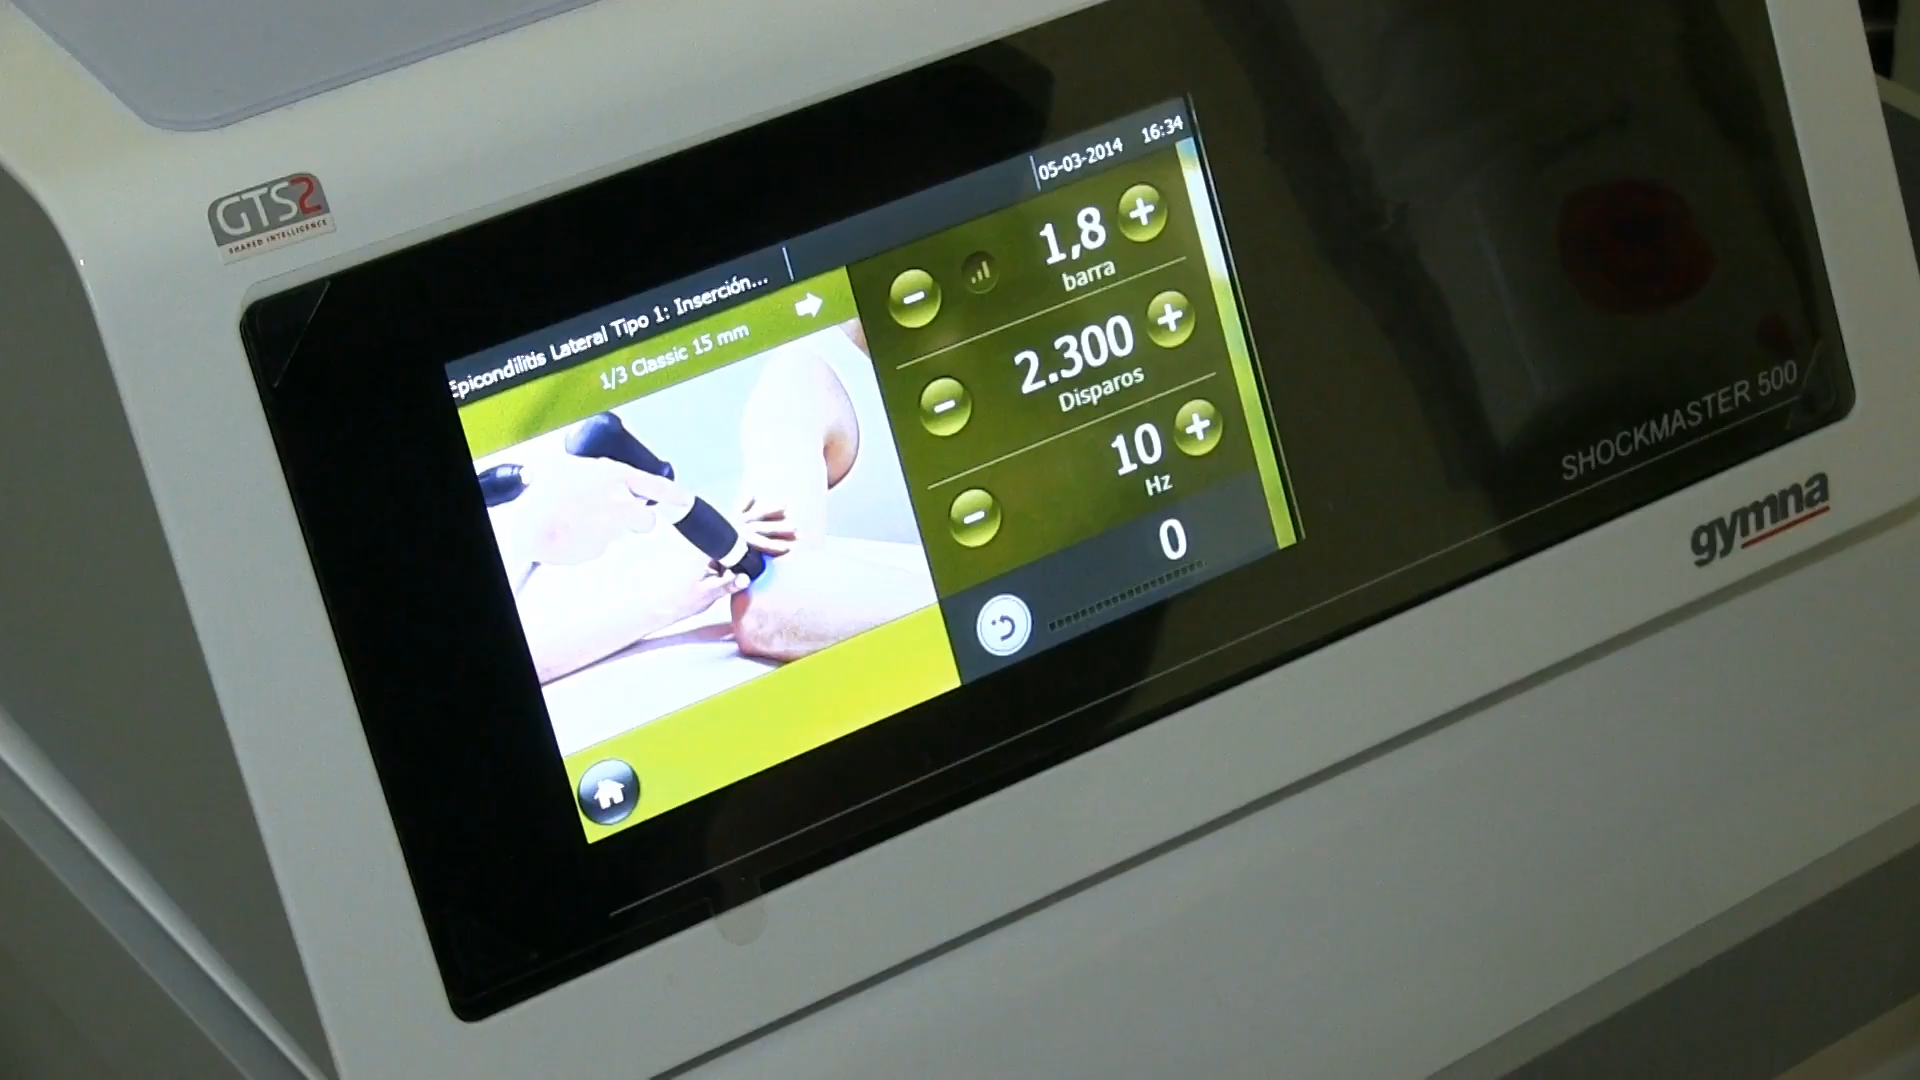 GTS2
SHARED INTELLIGENCE
05-03-2014 16:34
Epicondilitis Lateral Tipo 1: Inserción...
1/3 Classic 15 mm
1,8
barra
2.300
Disparos
10
Hz
0
SHOCKMASTER 500
gymna